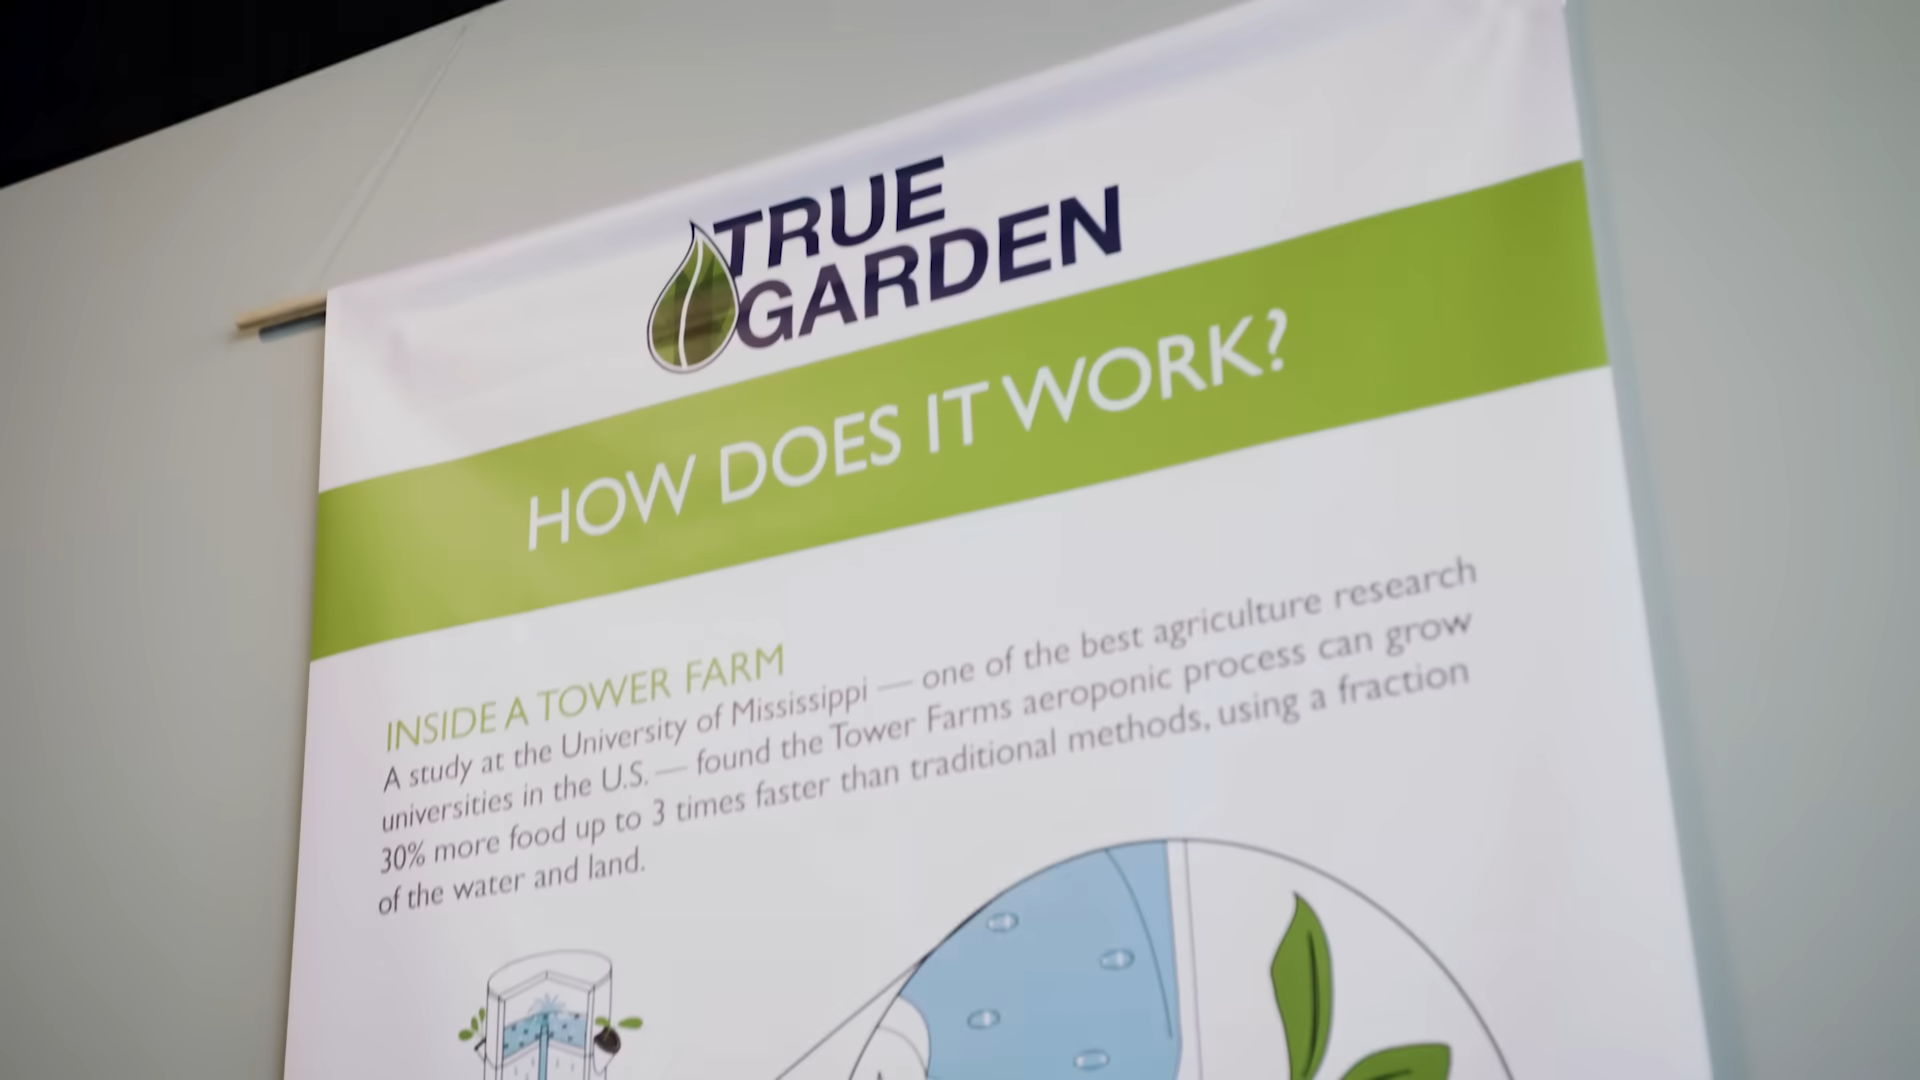 TRUE
GARDEN
HOW DOES IT WORK?
INSIDE A TOWER FARM
A study at the University of Mississippi — one of the best agriculture research
universities in the U.S. — found the Tower Farms aeroponic process can grow
30% more food up to 3 times faster than traditional methods, using a fraction
of the water and land.